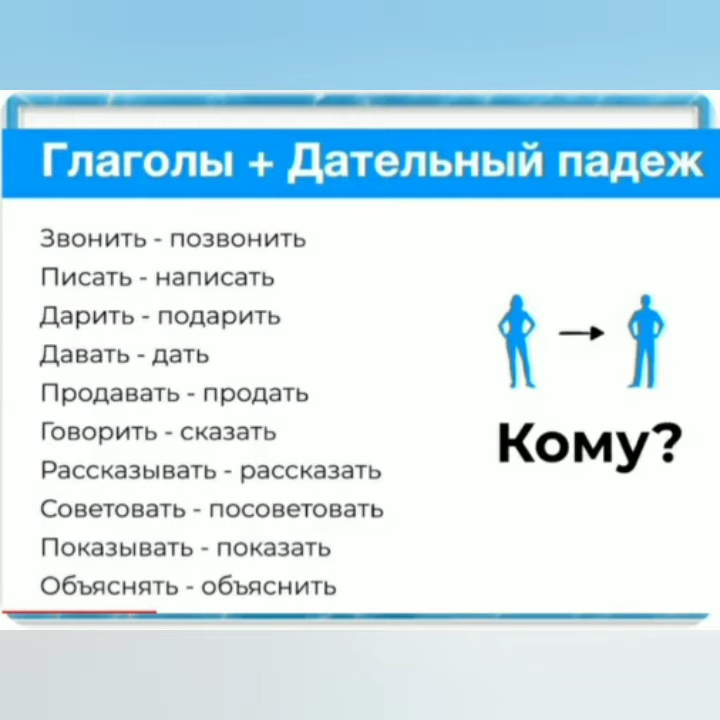 Глаголы + Дательный падеж
Звонить - позвонить
Писать - написать
Дарить - подарить
Давать - дать
Продавать - продать
Говорить - сказать
Рассказывать - рассказать
Советовать - посоветовать
Показывать - показать
Объяснять - объяснить
Кому?